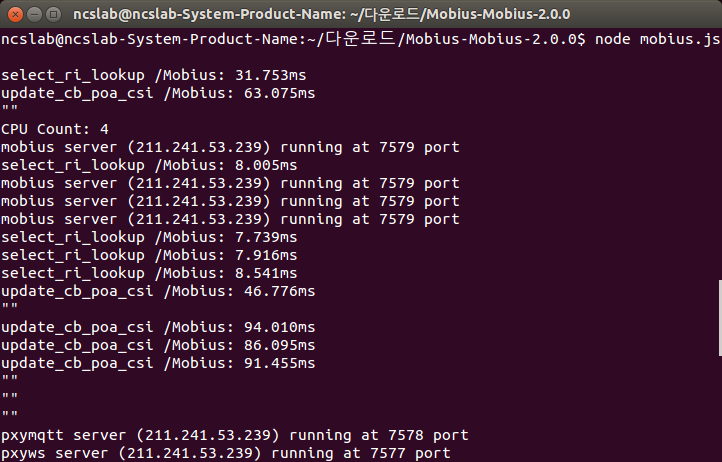 ncslab@ncslab-System-Product-Name: ~/다운로드/Mobius-Mobius-2.0.0
ncslab@ncslab-System-Product-Name:~/다운로드/Mobius-Mobius-2.0.0$ node mobius.js
select_ri_lookup /Mobius: 31.753ms
update_cb_poa_csi /Mobius: 63.075ms
""
CPU Count: 4
mobius server (211.241.53.239) running at 7579 port
select_ri_lookup /Mobius: 8.005ms
mobius server (211.241.53.239) running at 7579 port
mobius server (211.241.53.239) running at 7579 port
mobius server (211.241.53.239) running at 7579 port
select_ri_lookup /Mobius: 7.739ms
select_ri_lookup /Mobius: 7.916ms
select_ri_lookup /Mobius: 8.541ms
update_cb_poa_csi /Mobius: 46.776ms
""
update_cb_poa_csi /Mobius: 94.010ms
update_cb_poa_csi /Mobius: 86.095ms
update_cb_poa_csi /Mobius: 91.455ms
""
""
""
pxymqtt server (211.241.53.239) running at 7578 port
pxyws server (211.241.53.239) running at 7577 port